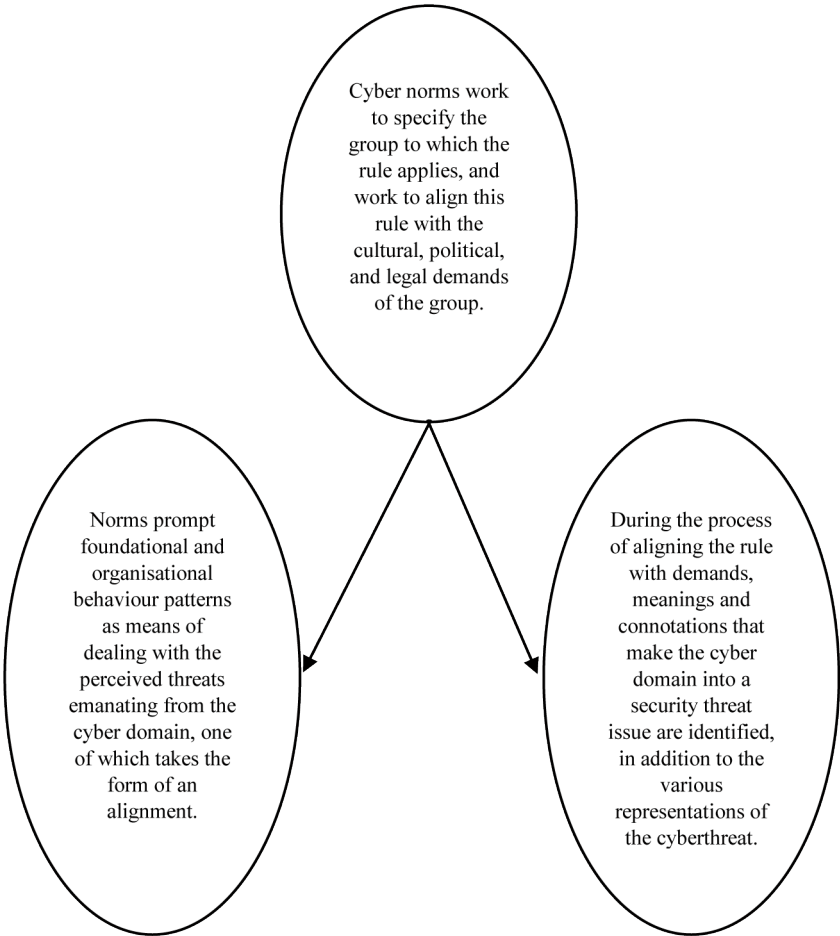 Cyber norms work
to specify the
group to which the
rule applies, and
work to align this
rule with the
cultural, political,
and legal demands
of the group.
Norms prompt
foundational and
organisational
behaviour patterns
as means of
dealing with the
perceived threats
emanating from the
cyber domain, one
of which takes the
form of an
alignment.
During the process
of aligning the rule
with demands,
meanings and
connotations that
make the cyber
domain into a
security threat
issue are identified,
in addition to the
various
representations of
the cyberthreat.